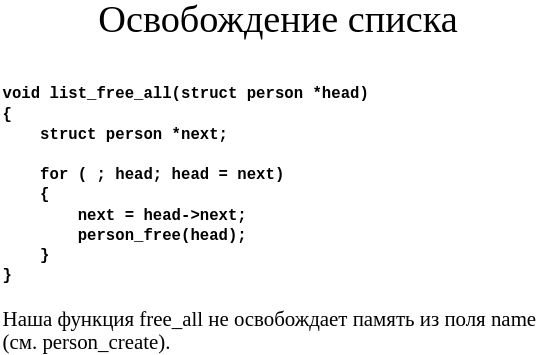 Освобождение списка
void list_free_all(struct person *head)
{
    struct person *next;
    for ( ; head; head = next)
    {
        next = head->next;
        person_free(head);
    }
}
Наша функция free_all не освобождает память из поля name
(см. person_create).